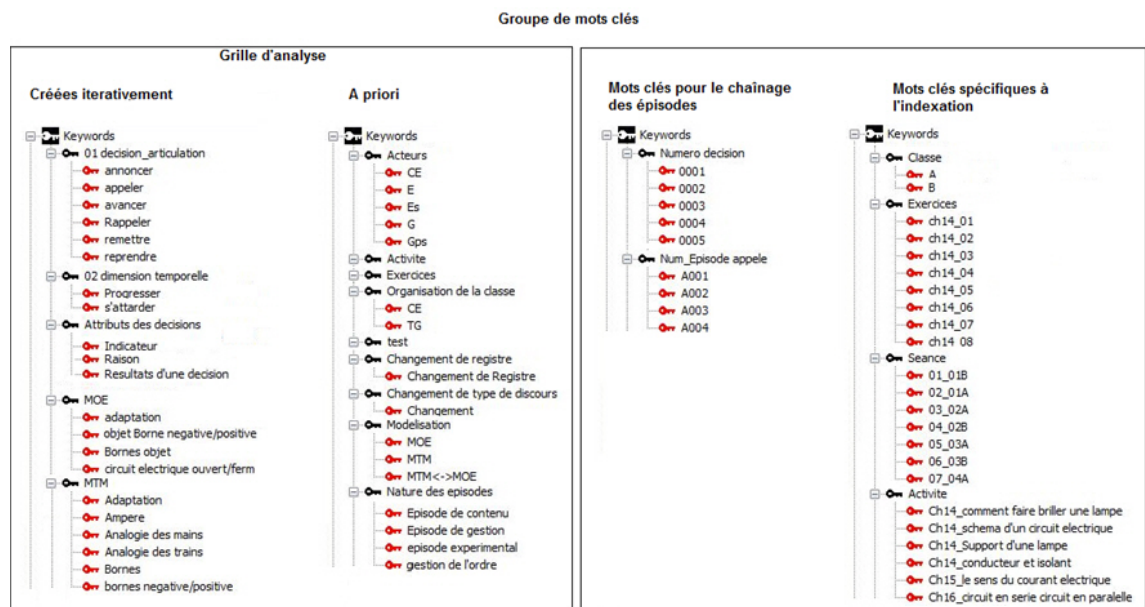 Groupe de mots clés
Grille d'analyse
Créées iterativement
Keywords
01 decision_articulation
annoncer
appeler
avancer
Rappeler
remettre
reprendre
02 dimension temporelle
Progresser
s'attarder
Attributs des decisions
Indicateur
Raison
Resultats d'une decision
MOE
adaptation
objet Borne negative/positive
Bornes objet
circuit electrique ouvert/ferm
MTM
Adaptation
Ampere
Analogie des mains
Analogie des trains
Bornes
bornes negative/positive
A priori
Keywords
Acteurs
CE
E
Es
G
Gps
Activite
Exercices
Organisation de la classe
CE
TG
test
Changement de registre
Changement de Registre
Changement de type de discours
Changement
Modelisation
MOE
MTM
MTM<->MOE
Nature des episodes
Episode de contenu
Episode de gestion
episode experimental
gestion de l'ordre
Mots clés pour le chaînage
des épisodes
Keywords
Numero decision
0001
0002
0003
0004
0005
Num_Episode appele
A001
A002
A003
A004
Mots clés spécifiques à
l'indexation
Keywords
Classe
A
B
Exercices
ch14_01
ch14_02
ch14_03
ch14_04
ch14_05
ch14_06
ch14_07
ch14_08
Seance
01_01B
02_01A
03_02A
04_02B
05_03A
06_03B
07_04A
Activite
Ch14_comment faire briller une lampe
Ch14_schema d'un circuit electrique
Ch14_Support d'une lampe
Ch14_conducteur et isolant
Ch15_le sens du courant electrique
Ch16_circuit en serie circuit en paralelle